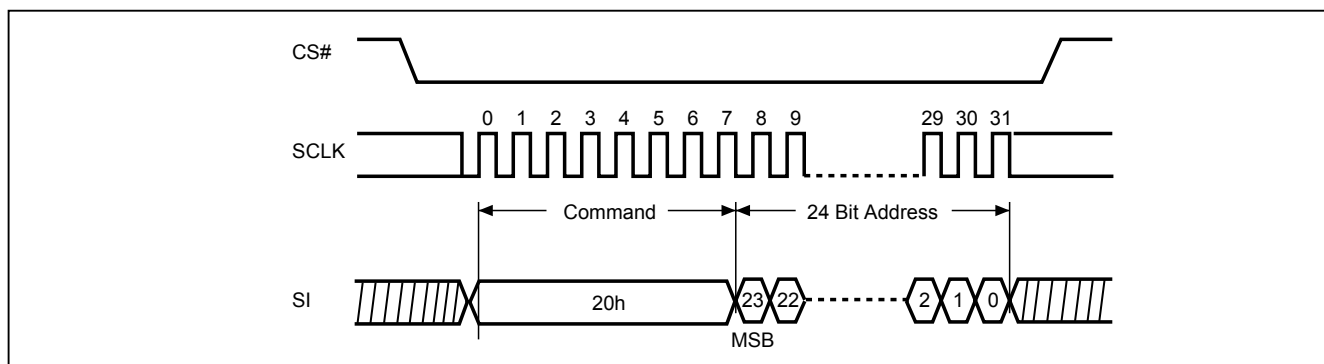 CS#
0 1 2 3 4 5 6 7 8 9 29 30 31
SCLK
Command 24 Bit Address
SI 20h 23 22 2 1 0
MSB